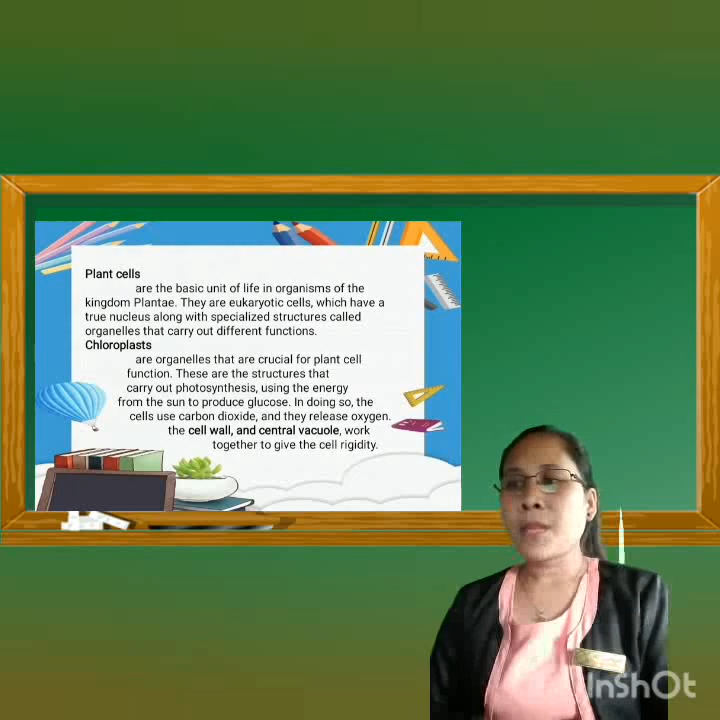 Plant cells
are the basic unit of life in organisms of the
kingdom Plantae. They are eukaryotic cells, which have a
true nucleus along with specialized structures called
organelles that carry out different functions.
Chloroplasts
are organelles that are crucial for plant cell
function. These are the structures that
carry out photosynthesis, using the energy
from the sun to produce glucose. In doing so, the
cells use carbon dioxide, and they release oxygen.
the cell wall, and central vacuole, work
together to give the cell rigidity.
InShOt